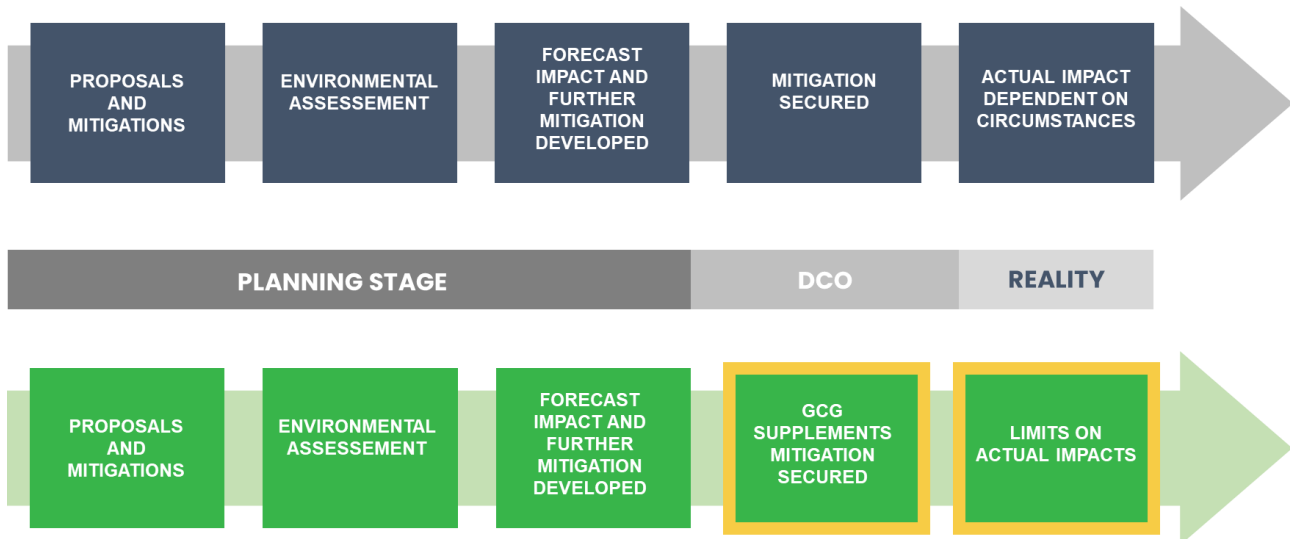 PROPOSALS
AND
MITIGATIONS
ENVIRONMENTAL
ASSESSEMENT
FORECAST
IMPACT AND
FURTHER
MITIGATION
DEVELOPED
MITIGATION
SECURED
ACTUAL IMPACT
DEPENDENT ON
CIRCUMSTANCES
PLANNING STAGE
DCO
REALITY
PROPOSALS
AND
MITIGATIONS
ENVIRONMENTAL
ASSESSMENT
FORECAST
IMPACT AND
FURTHER
MITIGATION
DEVELOPED
GCG
SUPPLEMENTS
MITIGATION
SECURED
LIMITS ON
ACTUAL IMPACTS